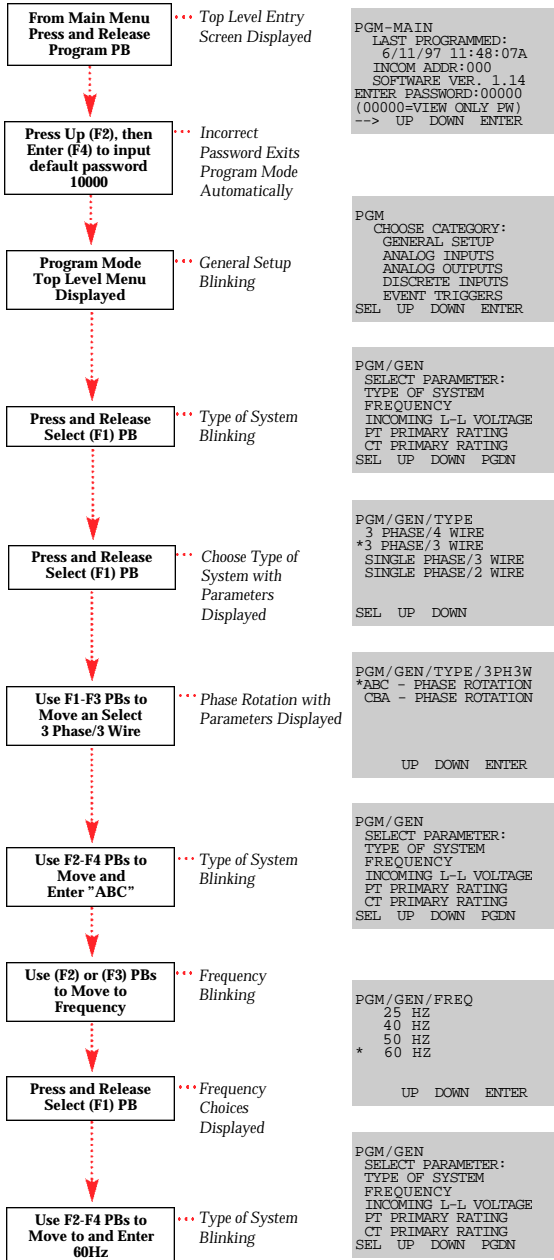 From Main Menu
Press and Release
Program PB
Top Level Entry
Screen Displayed
PGM-MAIN
LAST PROGRAMMED:
6/11/97 11:48:07A
INCOM ADDR:000
SOFTWARE VER. 1.14
ENTER PASSWORD:00000
(00000=VIEW ONLY PW)
--> UP DOWN ENTER
Press Up (F2), then
Enter (F4) to input
default password
10000
Incorrect
Password Exits
Program Mode
Automatically
Program Mode
Top Level Menu
Displayed
General Setup
Blinking
PGM
CHOOSE CATEGORY:
GENERAL SETUP
ANALOG INPUTS
ANALOG OUTPUTS
DISCRETE INPUTS
EVENT TRIGGERS
SEL UP DOWN ENTER
Press and Release
Select (F1) PB
Type of System
Blinking
PGM/GEN
SELECT PARAMETER:
TYPE OF SYSTEM
FREQUENCY
INCOMING L-L VOLTAGE
PT PRIMARY RATING
CT PRIMARY RATING
SEL UP DOWN PGDN
Press and Release
Select (F1) PB
Choose Type of
System with
Parameters
Displayed
PGM/GEN/TYPE
3 PHASE/4 WIRE
*3 PHASE/3 WIRE
SINGLE PHASE/3 WIRE
SINGLE PHASE/2 WIRE
SEL UP DOWN
Use F1-F3 PBs to
Move an Select
3 Phase/3 Wire
Phase Rotation with
Parameters Displayed
PGM/GEN/TYPE/3PH3W
*ABC - PHASE ROTATION
CBA - PHASE ROTATION
UP DOWN ENTER
Use F2-F4 PBs to
Move and
Enter "ABC"
Type of System
Blinking
PGM/GEN
SELECT PARAMETER:
TYPE OF SYSTEM
FREQUENCY
INCOMING L-L VOLTAGE
PT PRIMARY RATING
CT PRIMARY RATING
SEL UP DOWN PGDN
Use (F2) or (F3) PBs
to Move to
Frequency
Frequency
Blinking
Press and Release
Select (F1) PB
Frequency
Choices
Displayed
PGM/GEN/FREQ
25 HZ
40 HZ
50 HZ
* 60 HZ
UP DOWN ENTER
Use F2-F4 PBs to
Move to and Enter
60Hz
Type of System
Blinking
PGM/GEN
SELECT PARAMETER:
TYPE OF SYSTEM
FREQUENCY
INCOMING L-L VOLTAGE
PT PRIMARY RATING
CT PRIMARY RATING
SEL UP DOWN PGDN